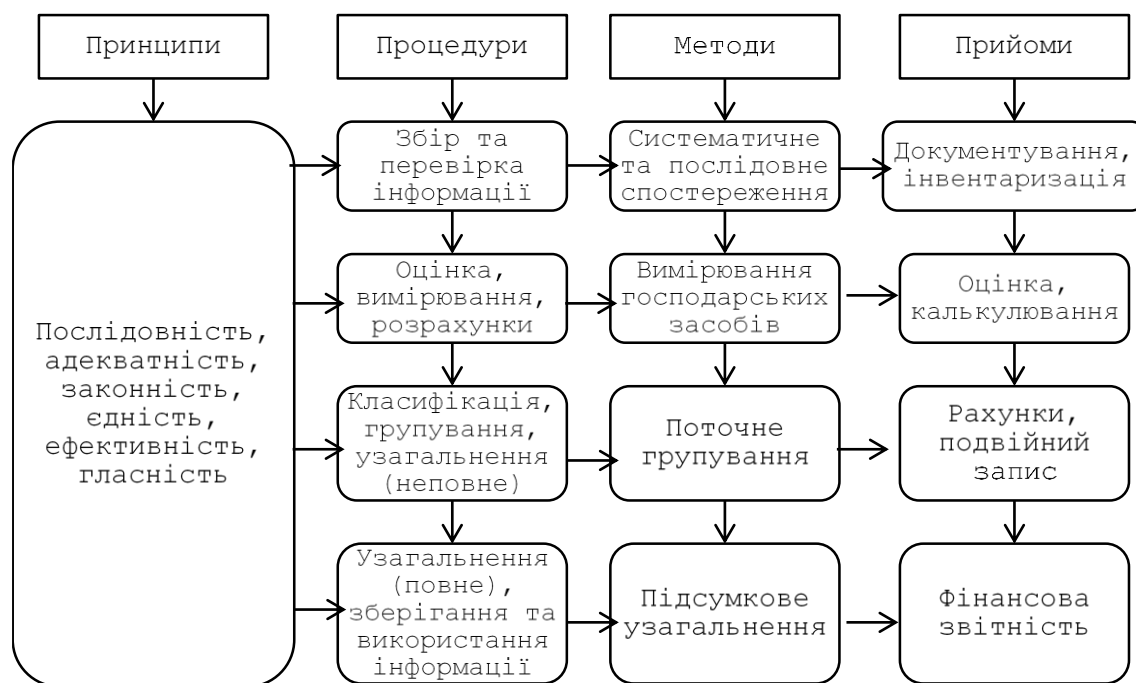 Принципи
Процедури
Методи
Прийоми
Послідовність,
адекватність,
законність,
єдність,
ефективність,
гласність
Збір та
перевірка
інформації
Систематичне
та послідовне
спостереження
Документування,
інвентаризація
Оцінка,
вимірювання,
розрахунки
Вимірювання
господарських
засобів
Оцінка,
калькулювання
Класифікація,
групування,
узагальнення
(неповне)
Поточне
групування
Рахунки,
подвійний
запис
Узагальнення
(повне),
зберігання та
використання
інформації
Підсумкове
узагальнення
Фінансова
звітність